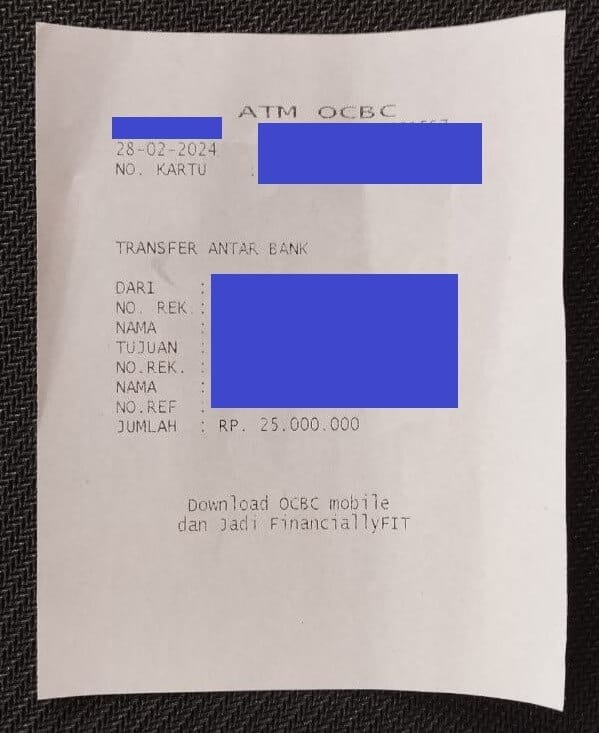 ATM OCBC
28-02-2024
NO. KARTU :
TRANSFER ANTAR BANK
DARI :
NO. REK. :
NAMA :
TUJUAN :
NO.REK. :
NAMA :
NO.REF :
JUMLAH : RP. 25.000.000
Download OCBC mobile
dan Jadi FinanciallyFIT